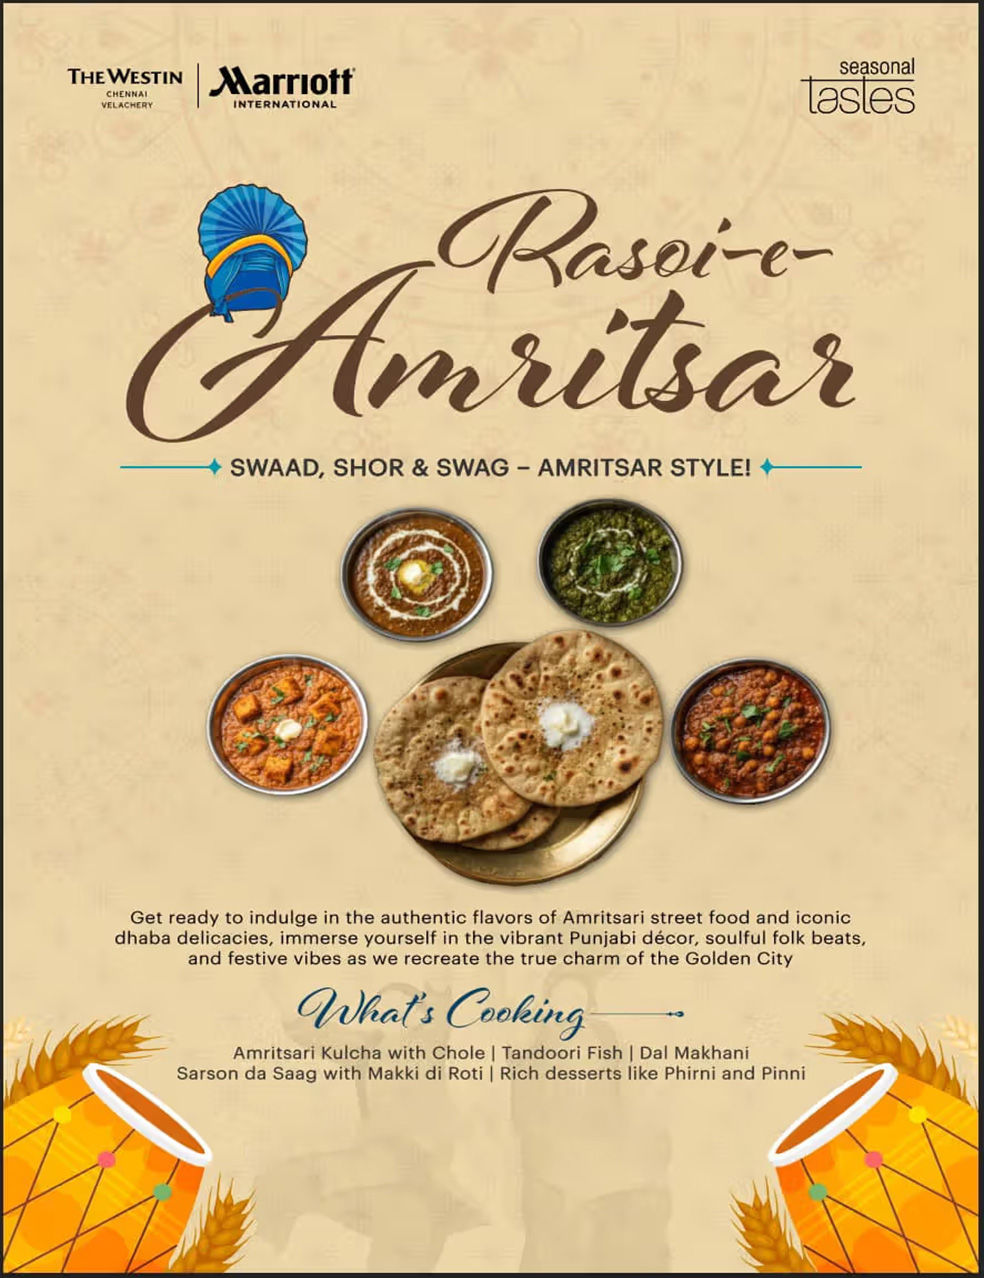 THE WESTIN
CHENNAI
VELACHERY
Marriott
INTERNATIONAL
seasonal
tastes
Rasoi-e-
Amritsar
SWAAD, SHOR & SWAG – AMRITSAR STYLE!
Get ready to indulge in the authentic flavors of Amritsari street food and iconic
dhaba delicacies, immerse yourself in the vibrant Punjabi décor, soulful folk beats,
and festive vibes as we recreate the true charm of the Golden City
What's Cooking
Amritsari Kulcha with Chole | Tandoori Fish | Dal Makhani
Sarson da Saag with Makki di Roti | Rich desserts like Phirni and Pinni